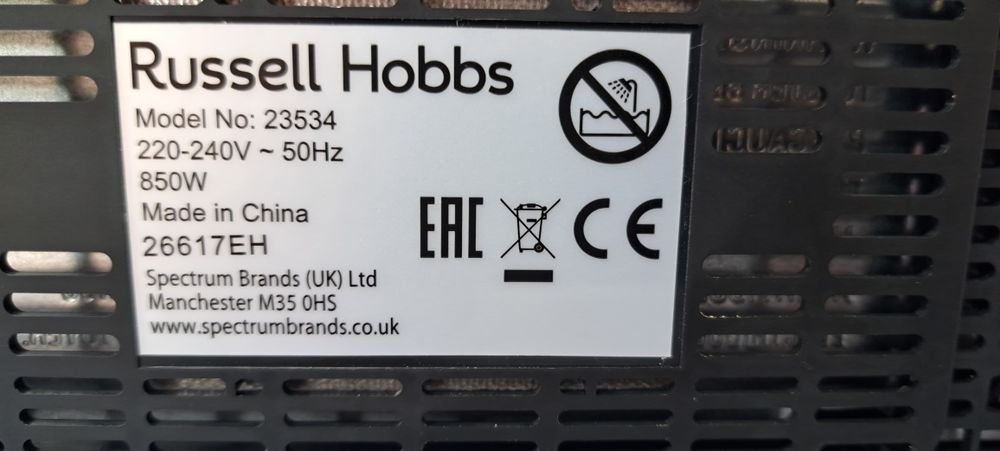 Russell Hobbs
Model No: 23534
220-240V ~ 50Hz
850W
Made in China
26617EH
Spectrum Brands (UK) Ltd
Manchester M35 0HS
www.spectrumbrands.co.uk
EAC
CE